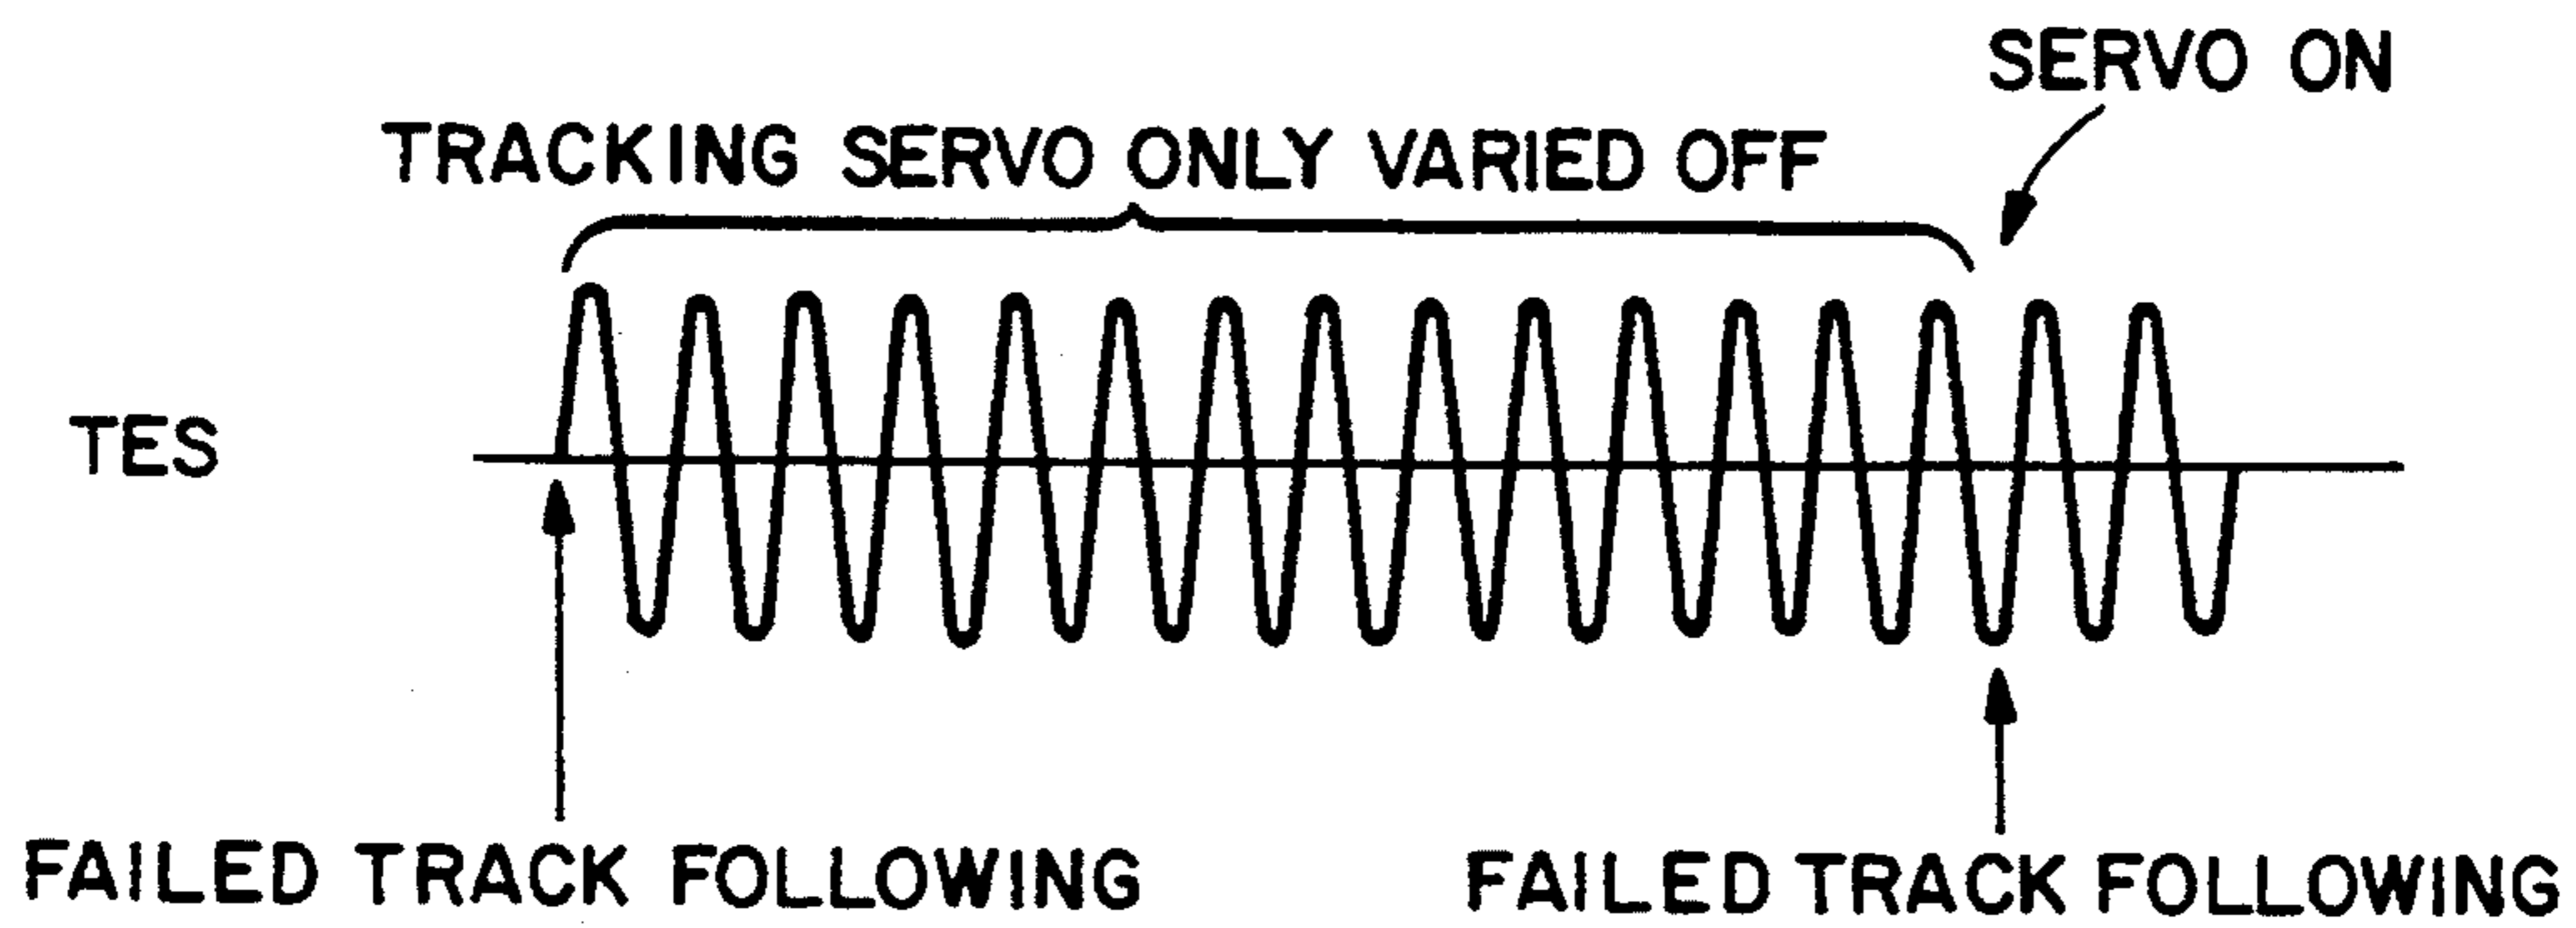 SERVO ON
TRACKING SERVO ONLY VARIED OFF
TES
FAILED TRACK FOLLOWING
FAILED TRACK FOLLOWING